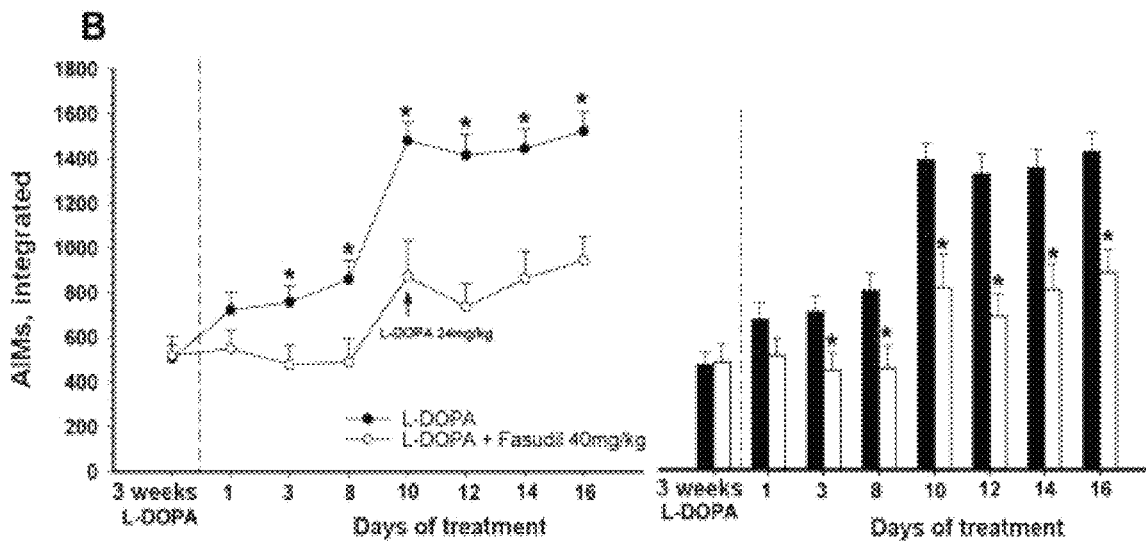 B
1800
1600
1400
1200
1000
800
600
400
200
0
AIMs, integrated
* * * * * * *
L-DOPA 24mg/kg
L-DOPA
L-DOPA + Fasudil 40mg/kg
3 weeks 1 3 8 10 12 14 16
L-DOPA
Days of treatment
* * * * * *
3 weeks 1 3 8 10 12 14 16
L-DOPA
Days of treatment